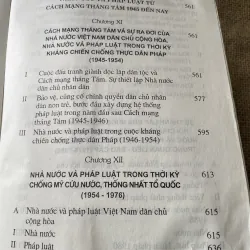 CÁCH MẠNG THÁNG TÁM 1945 ĐẾN NAY
Chương XI
CÁCH MẠNG THÁNG TÁM VÀ SỰ RA ĐỜI CỦA 561
NHÀ NƯỚC VIỆT NAM DÂN CHỦ CỘNG HÒA,
NHÀ NƯỚC VÀ PHÁP LUẬT TRONG THỜI KỲ
KHÁNG CHIẾN CHỐNG THỰC DÂN PHÁP
(1945-1954)
I Cuộc đấu tranh giành độc lập dân tộc và 561
Cách mạng tháng Tám. Sự thiết lập Nhà nước
dân chủ nhân dân
II Bảo vệ, củng cố chính quyền dân chủ nhân 577
dân non trẻ, bước đầu xây dựng hệ thống
pháp luật trong những năm đầu sau Cách mạng
tháng Tám (1945-1946)
III Nhà nước và pháp luật trong cuộc kháng 595
chiến chống thực dân Pháp (1946-1954)
Chương XII
NHÀ NƯỚC VÀ PHÁP LUẬT TRONG THỜI KỲ 613
CHỐNG MỸ CỨU NƯỚC, THỐNG NHẤT TỔ QUỐC
(1954 - 1976)
A Nhà nước và pháp luật Việt Nam dân chủ 615
cộng hòa
I Nhà nước 615
II Pháp luật 636